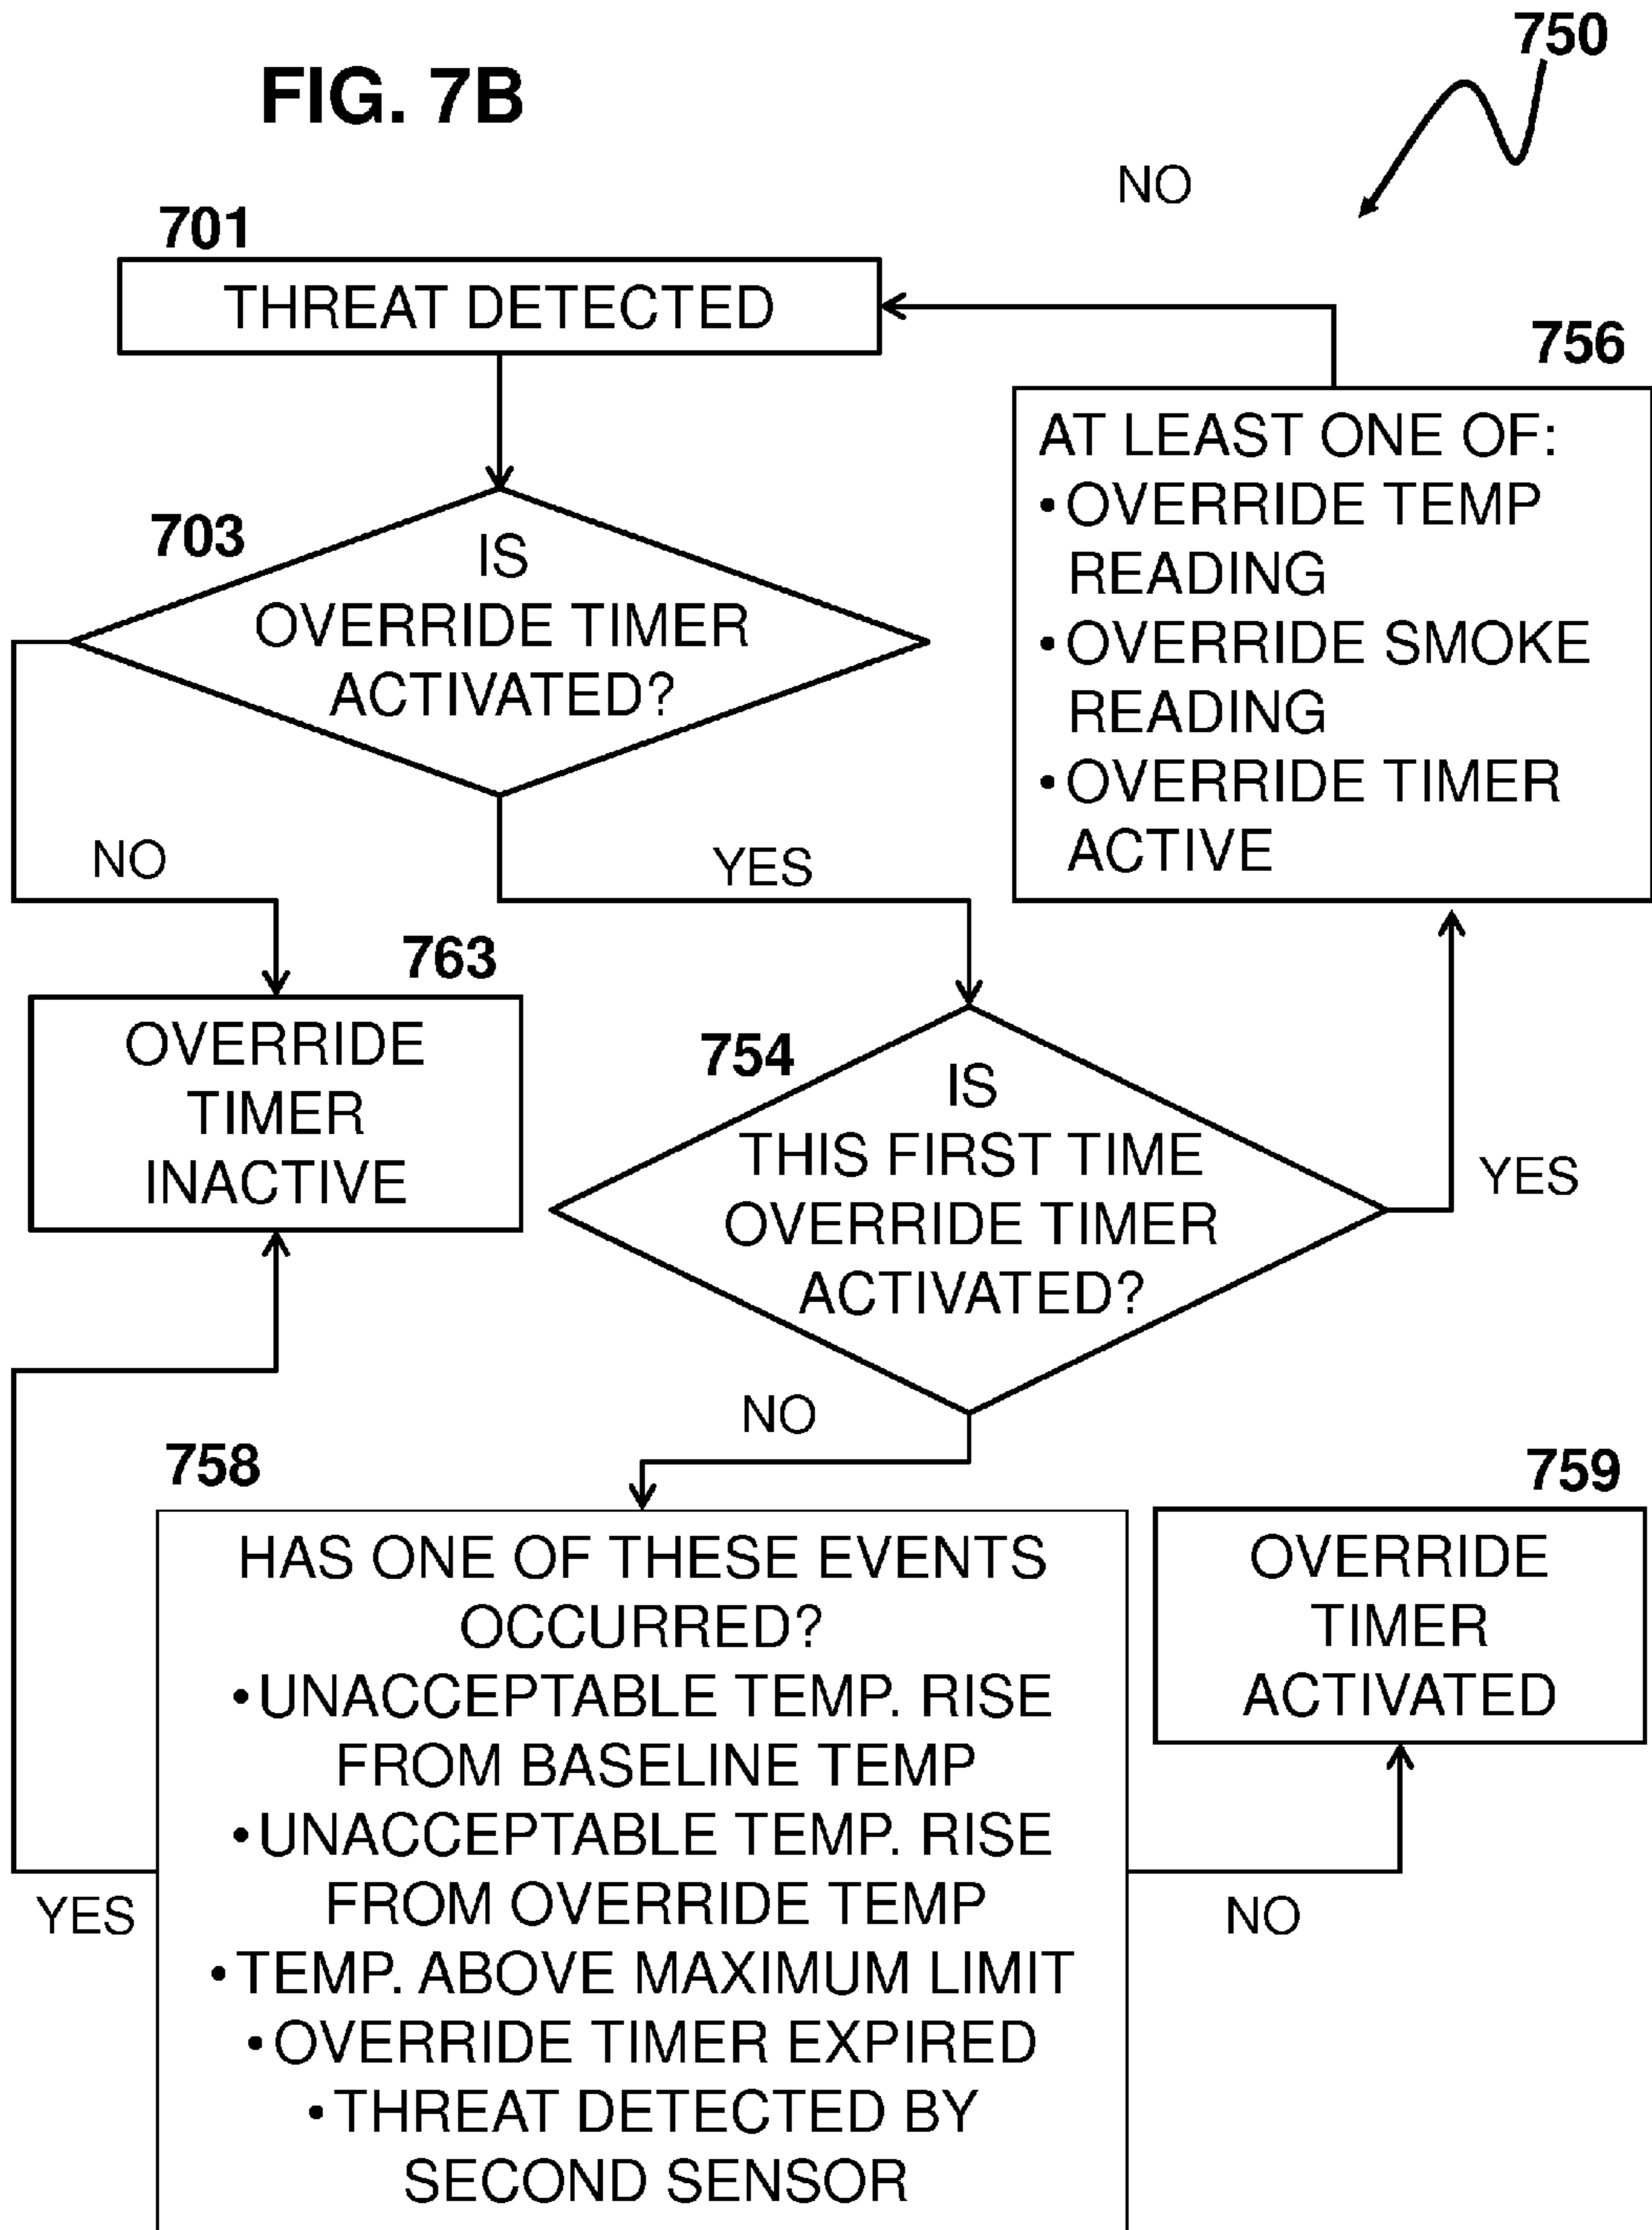 750
FIG. 7B
NO
701
THREAT DETECTED
756
AT LEAST ONE OF:
•OVERRIDE TEMP
READING
•OVERRIDE SMOKE
READING
•OVERRIDE TIMER
ACTIVE
703
IS
OVERRIDE TIMER
ACTIVATED?
NO
YES
763
OVERRIDE
TIMER
INACTIVE
754
IS
THIS FIRST TIME
OVERRIDE TIMER
ACTIVATED?
YES
NO
758
HAS ONE OF THESE EVENTS
OCCURRED?
•UNACCEPTABLE TEMP. RISE
FROM BASELINE TEMP
•UNACCEPTABLE TEMP. RISE
FROM OVERRIDE TEMP
•TEMP. ABOVE MAXIMUM LIMIT
•OVERRIDE TIMER EXPIRED
•THREAT DETECTED BY
SECOND SENSOR
YES
NO
759
OVERRIDE
TIMER
ACTIVATED